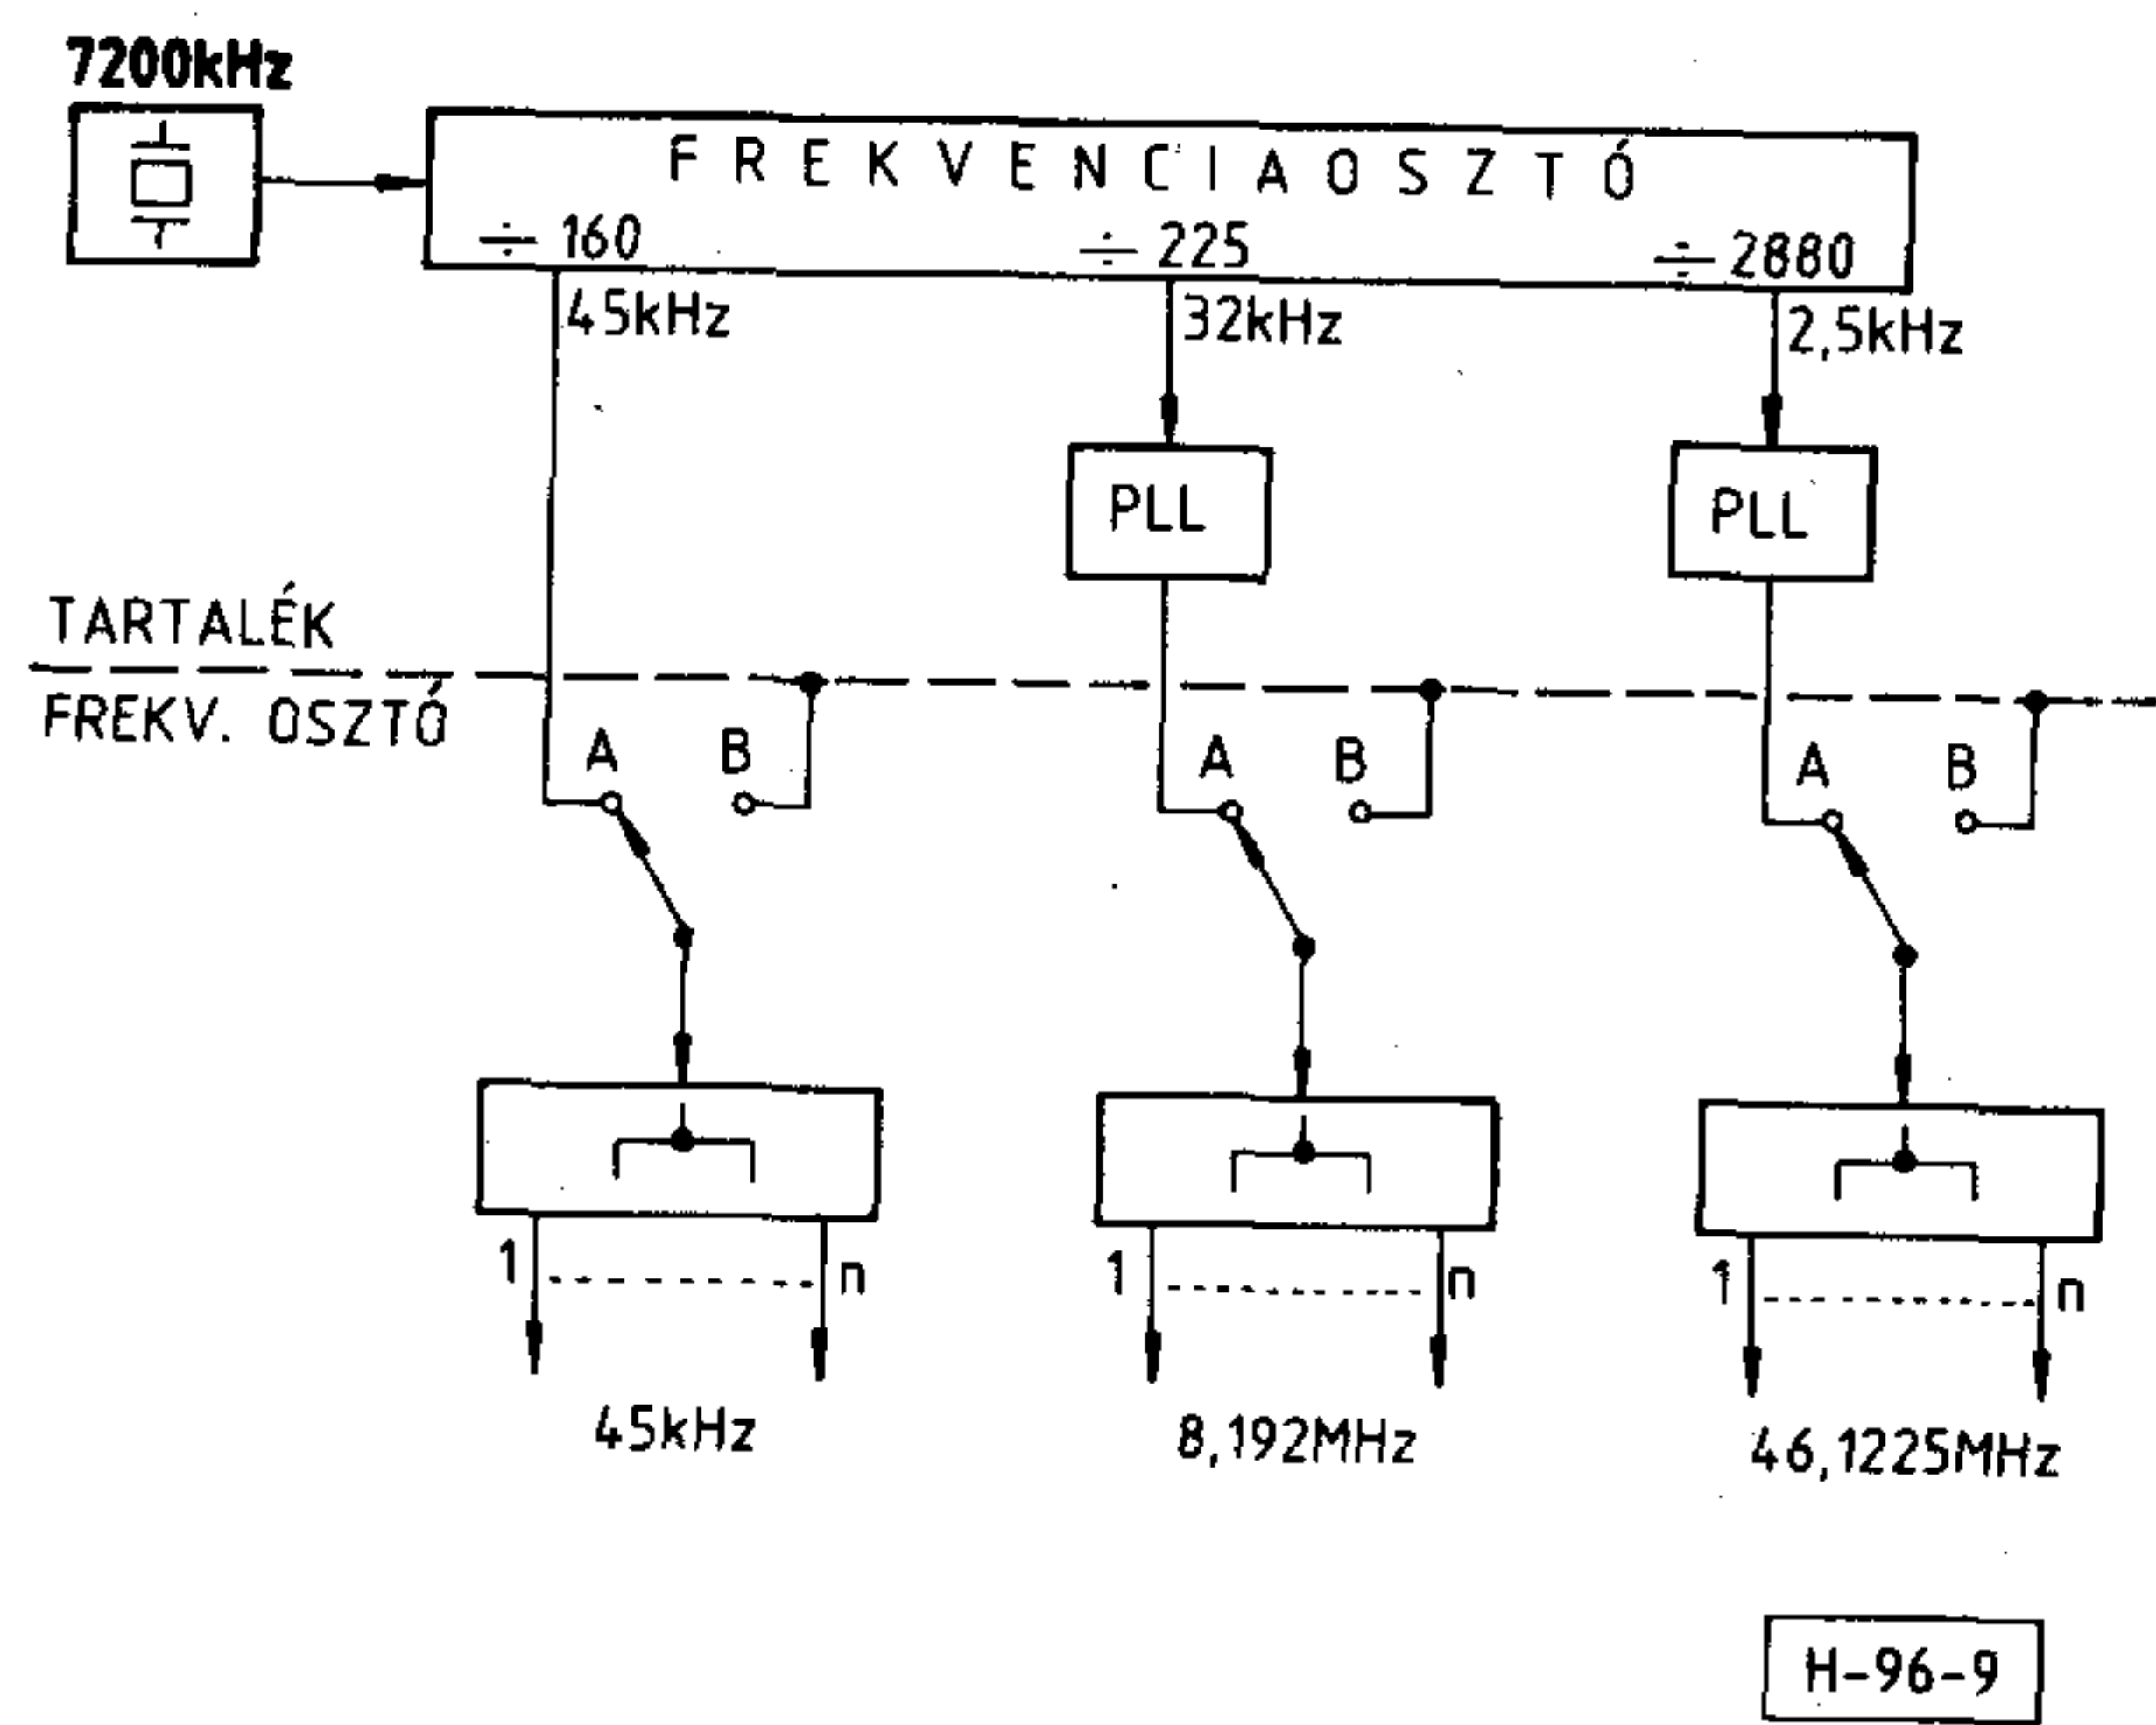 7200kHz
FREKVENCIAOSZTÓ
÷ 160
÷ 225
÷ 2880
45kHz
32kHz
2,5kHz
PLL
PLL
TARTALÉK
FREKV. OSZTÓ
A
B
A
B
A
B
1
n
1
n
1
n
45kHz
8,192MHz
46,1225MHz
H-96-9